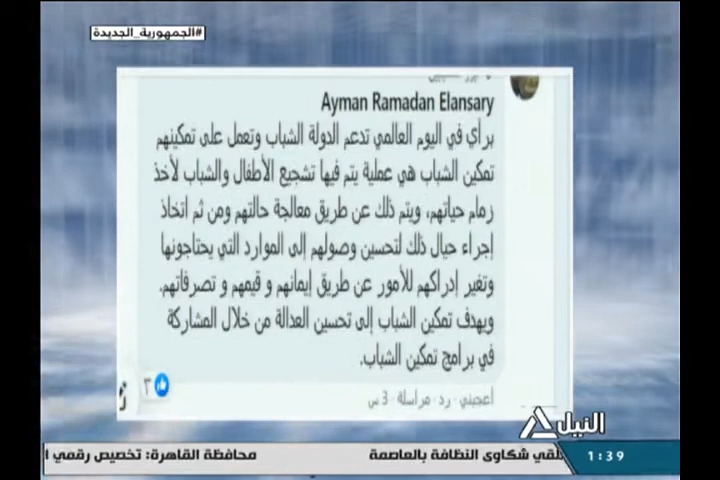 #الجمهورية_الجديدة
Ayman Ramadan Elansary
برأي في اليوم العالمي تدعم الدولة الشباب وتعمل على تمكينهم
تمكين الشباب هي عملية يتم فيها تشجيع الأطفال والشباب لأخذ
زمام حياتهم، ويتم ذلك عن طريق معالجة حالتهم ومن ثم اتخاذ
إجراء حيال ذلك لتحسين وصولهم إلى الموارد التي يحتاجونها
وتغير إدراكهم للأمور عن طريق إيمانهم و قيمهم و تصرفاتهم.
ويهدف تمكين الشباب إلى تحسين العدالة من خلال المشاركة
في برامج تمكين الشباب.
٣
أعجبني · رد · مراسلة · 3 س
النيل
شكاوى النظافة بالعاصمة محافظة القاهرة: تخصيص رقمي
1:39